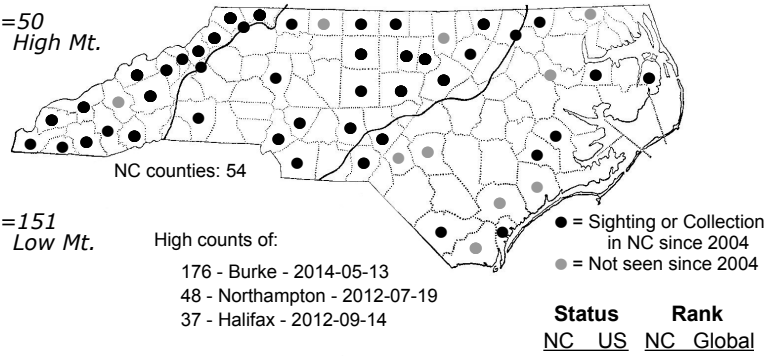 =50
High Mt.
NC counties: 54
=151
Low Mt.
High counts of:
176 - Burke - 2014-05-13
48 - Northampton - 2012-07-19
37 - Halifax - 2012-09-14
= Sighting or Collection
in NC since 2004
= Not seen since 2004
Status Rank
NC US NC Global